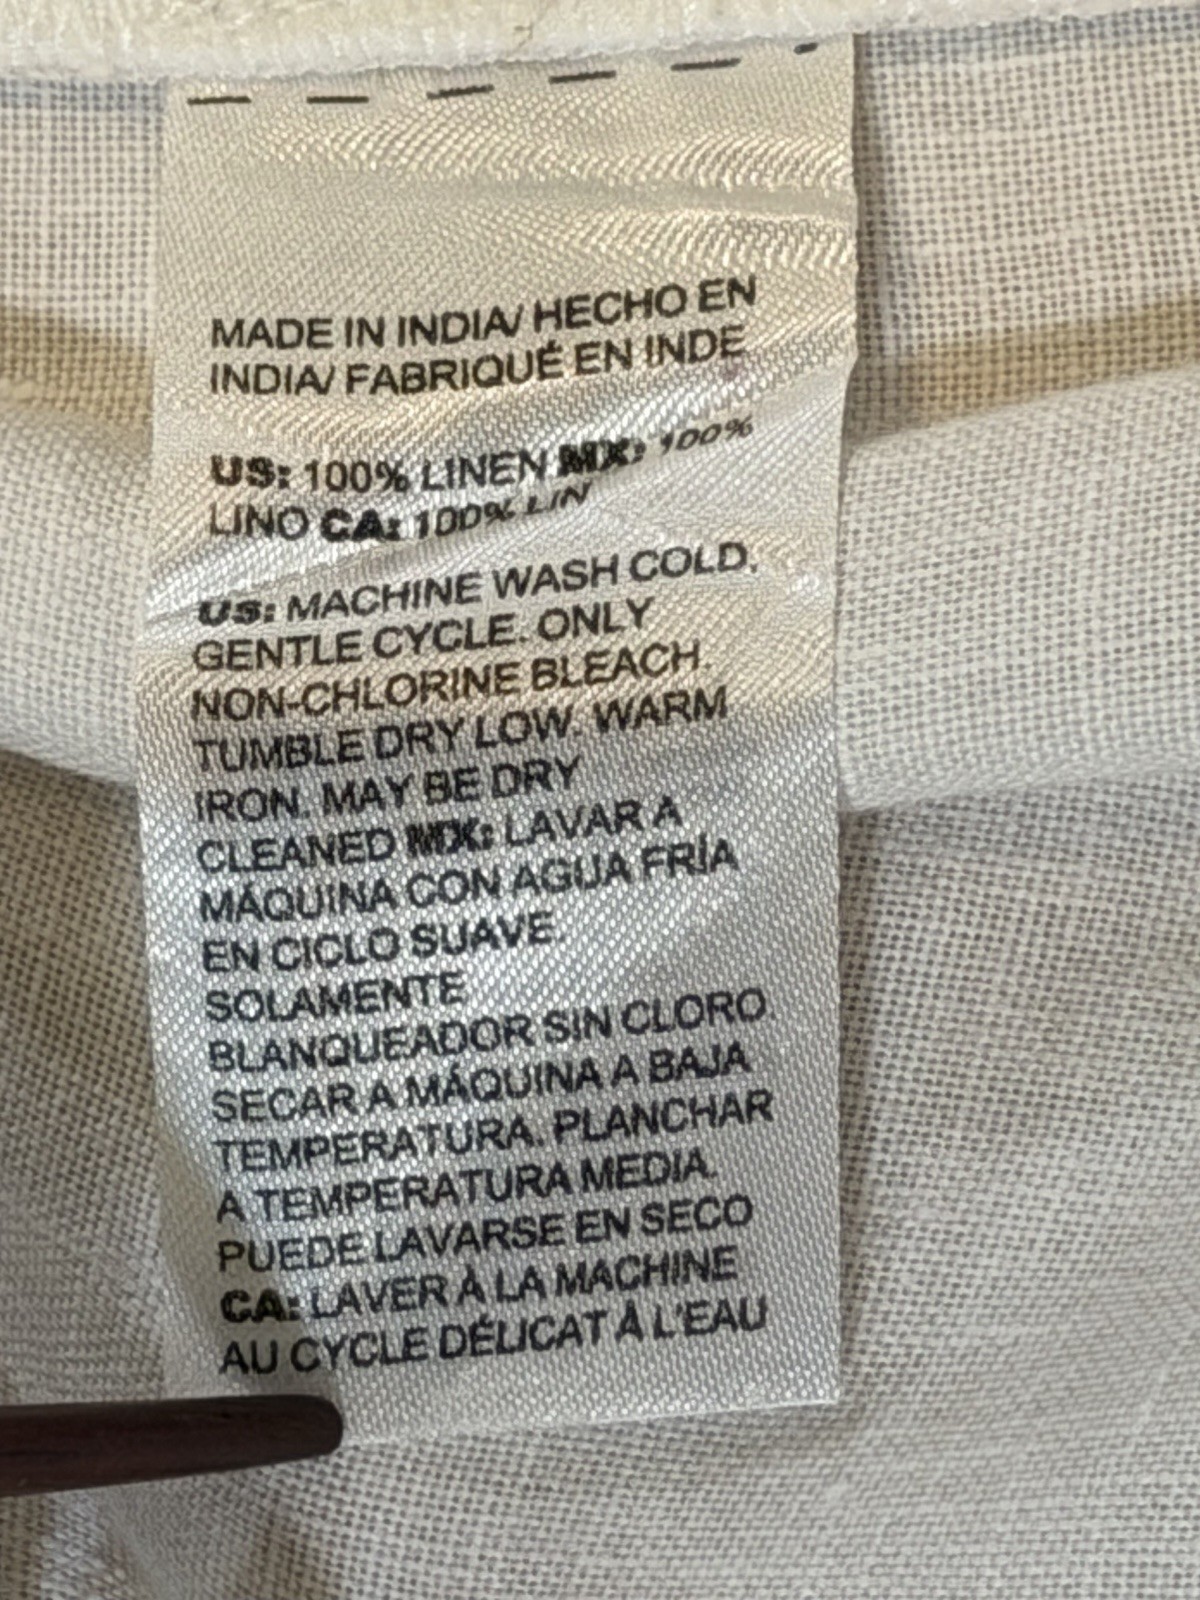 MADE IN INDIA/ HECHO EN
INDIA/ FABRIQUÉ EN INDE
US: 100% LINEN MX: 100%
LINO CA: 100% LIN
US: MACHINE WASH COLD,
GENTLE CYCLE. ONLY
NON-CHLORINE BLEACH.
TUMBLE DRY LOW. WARM
IRON. MAY BE DRY
CLEANED MX: LAVAR A
MÁQUINA CON AGUA FRÍA
EN CICLO SUAVE.
SOLAMENTE
BLANQUEADOR SIN CLORO.
SECAR A MÁQUINA A BAJA
TEMPERATURA. PLANCHAR
A TEMPERATURA MEDIA.
PUEDE LAVARSE EN SECO
CA: LAVER À LA MACHINE
AU CYCLE DÉLICAT À L'EAU